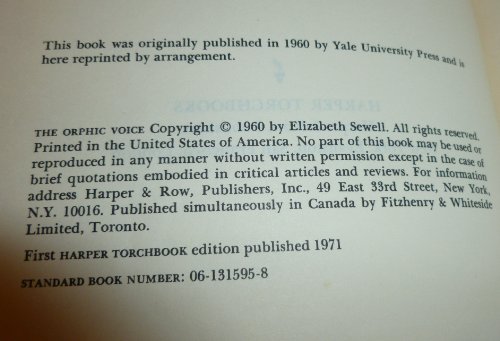 This book was originally published in 1960 by Yale University Press and is
here reprinted by arrangement.
HARPER TORCHBOOKS
THE ORPHIC VOICE Copyright © 1960 by Elizabeth Sewell. All rights reserved.
Printed in the United States of America. No part of this book may be used or
reproduced in any manner without written permission except in the case of
brief quotations embodied in critical articles and reviews. For information
address Harper & Row, Publishers, Inc., 49 East 33rd Street, New York,
N.Y. 10016. Published simultaneously in Canada by Fitzhenry & Whiteside
Limited, Toronto.
First HARPER TORCHBOOK edition published 1971
STANDARD BOOK NUMBER: 06-131595-8